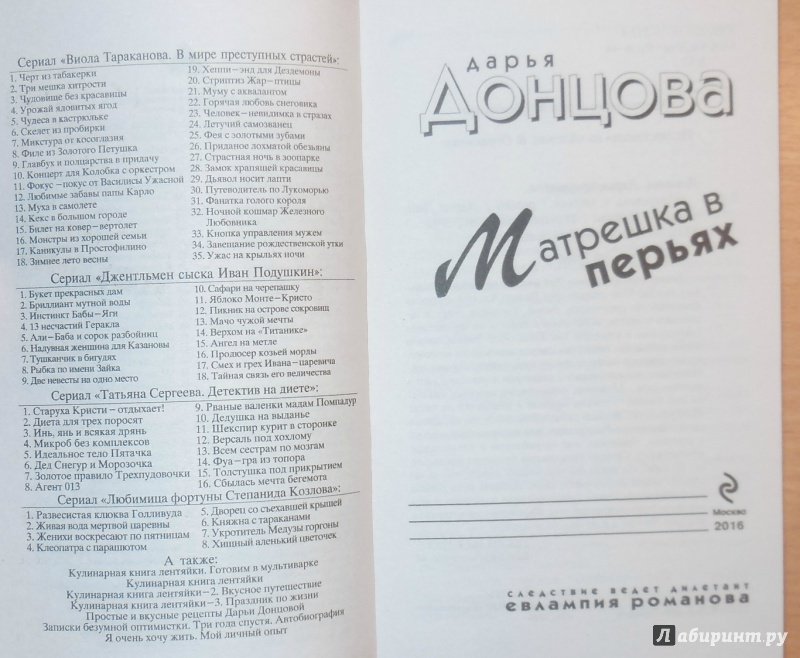 Сериал «Виола Тараканова. В мире преступных страстей»:
1. Черт из табакерки
2. Три мешка хитрости
3. Чудовище без красавицы
4. Урожай ядовитых ягод
5. Чудеса в кастрюльке
6. Скелет из пробирки
7. Микстура от косоглазия
8. Филе из Золотого Петушка
9. Главбух и полцарства в придачу
10. Концерт для Колобка с оркестром
11. Фокус-покус от Василисы Ужасной
12. Любимые забавы папы Карло
13. Муха в самолете
14. Кекс в большом городе
15. Билет на ковер-вертолет
16. Монстры из хорошей семьи
17. Каникулы в Простофилино
18. Зимнее лето весны
19. Хеппи-энд для Дездемоны
20. Стриптиз Жар-птицы
21. Муму с аквалангом
22. Горячая любовь снеговика
23. Человек-невидимка в стразах
24. Летучий самозванец
25. Фея с золотыми зубами
26. Приданое лохматой обезьяны
27. Страстная ночь в зоопарке
28. Замок храпящей красавицы
29. Дьявол носит лапти
30. Путеводитель по Лукоморью
31. Фанатка голого короля
32. Ночной кошмар Железного
Любовника
33. Кнопка управления мужем
34. Завещание рождественской утки
35. Ужас на крыльях ночи
Сериал «Джентльмен сыска Иван Подушкин»:
1. Букет прекрасных дам
2. Бриллиант мутной воды
3. Инстинкт Бабы-Яги
4. 13 несчастий Геракла
5. Али-Баба и сорок разбойниц
6. Надувная женщина для Казановы
7. Тушканчик в бигудях
8. Рыбка по имени Зайка
9. Две невесты на одно место
10. Сафари на черепашку
11. Яблоко Монте-Кристо
12. Пикник на острове сокровищ
13. Мачо чужой мечты
14. Верхом на «Титанике»
15. Ангел на метле
16. Продюсер козьей морды
17. Смех и грех Ивана-царевича
18. Тайная связь его величества
Сериал «Татьяна Сергеева. Детектив на диете»:
1. Старуха Кристи – отдыхает!
2. Диета для трех поросят
3. Инь, янь и всякая дрянь
4. Микроб без комплексов
5. Идеальное тело Пятачка
6. Дед Снегур и Морозочка
7. Золотое правило Трехпудовочки
8. Агент 013
9. Рваные валенки мадам Помпадур
10. Дедушка на выданье
11. Шекспир курит в сторонке
12. Версаль под хохлому
13. Всем сестрам по мозгам
14. Фуа-гра из топора
15. Толстушка под прикрытием
16. Сбылась мечта бегемота
Сериал «Любимица фортуны Степанида Козлова»:
1. Развесистая клюква Голливуда
2. Живая вода мертвой царевны
3. Женихи воскресают по пятницам
4. Клеопатра с парашютом
5. Дворец со съехавшей крышей
6. Княжна с тараканами
7. Укротитель Медузы горгоны
8. Хищный аленький цветочек
А также:
Кулинарная книга лентяйки. Готовим в мультиварке
Кулинарная книга лентяйки
Кулинарная книга лентяйки-2. Вкусное путешествие
Кулинарная книга лентяйки-3. Праздник по жизни
Простые и вкусные рецепты Дарьи Донцовой
Записки безумной оптимистки. Три года спустя. Автобиография
Я очень хочу жить. Мой личный опыт
дарья
Донцова
Матрешка в
перьях
Москва
2016
следствие ведет дилетант
ЕВЛАМПИЯ РОМАНОВА
Лабиринт.ру